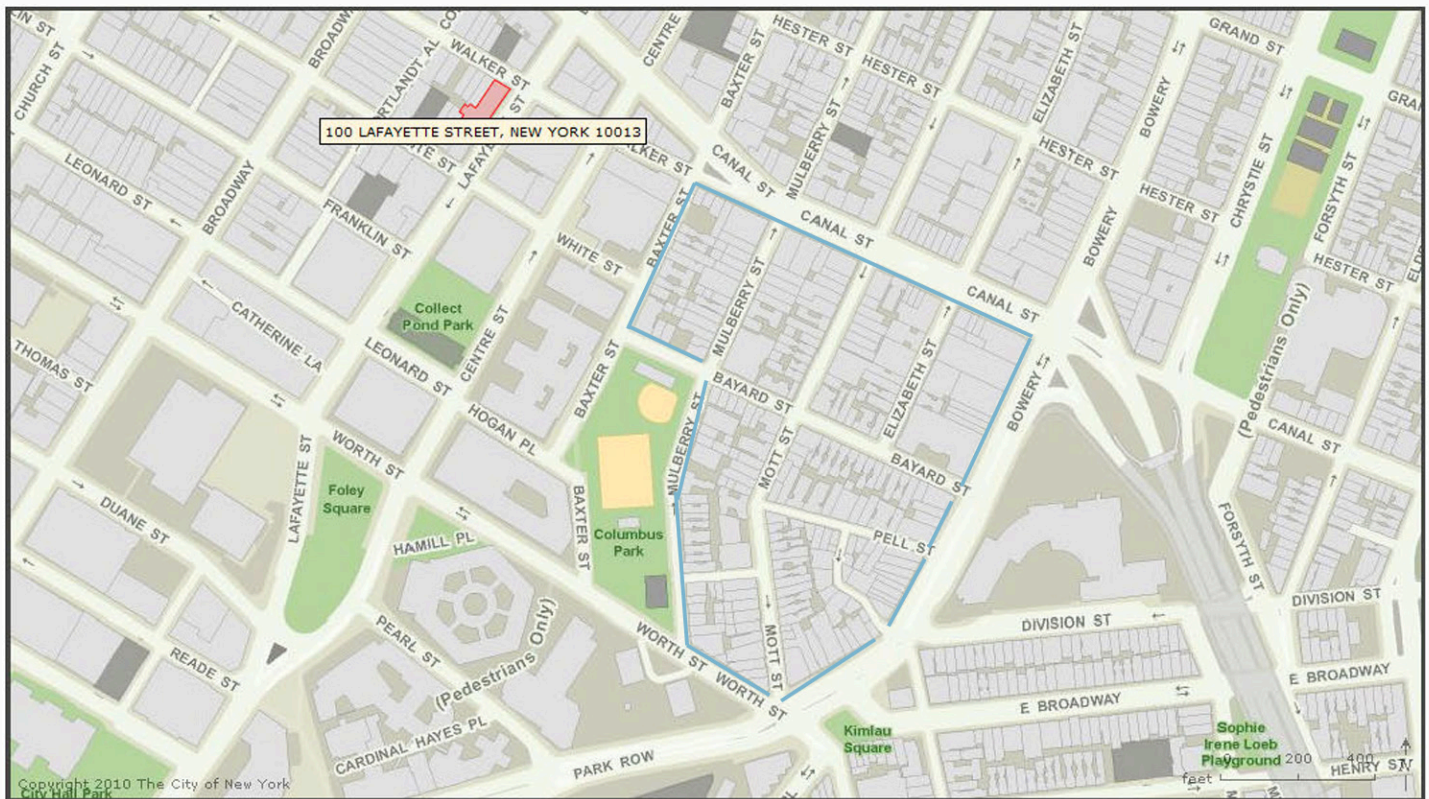 GRAND ST
HESTER ST
WALKER ST
BROADWAY
CHURCH ST
CENTRE ST
BAXTER ST
HESTER ST
ELIZABETH ST
BOWERY
100 LAFAYETTE STREET, NEW YORK 10013
MULBERRY ST
CHRYSTIE ST
FORSYTH ST
LEONARD ST
BROADWAY
FRANKLIN ST
CANAL ST
HESTER ST
HESTER ST
BOWERY
BAXTER ST
CANAL ST
WHITE ST
HESTER ST
Collect
Pond Park
CENTRE ST
MULBERRY ST
CANAL ST
(Pedestrians Only)
CATHERINE LA
THOMAS ST
LEONARD ST
BAXTER ST
BAYARD ST
ELIZABETH ST
BOWERY
HOGAN PL
MULBERRY ST
MOTT ST
BAYARD ST
CANAL ST
WORTH ST
LAFAYETTE ST
Foley
Square
DUANE ST
HAMILL PL
BAXTER ST
Columbus
Park
PELL ST
FORSYTH ST
DIVISION ST
DIVISION ST
PEARL ST
(Pedestrians Only)
WORTH ST
WORTH ST
MOTT ST
READE ST
E BROADWAY
E BROADWAY
CARDINAL HAYES PL
PARK ROW
Kimlau
Square
Sophie
Irene Loeb
Playground
0 200 400
feet
N
HENRY ST
Copyright 2010 The City of New York
City Hall Park